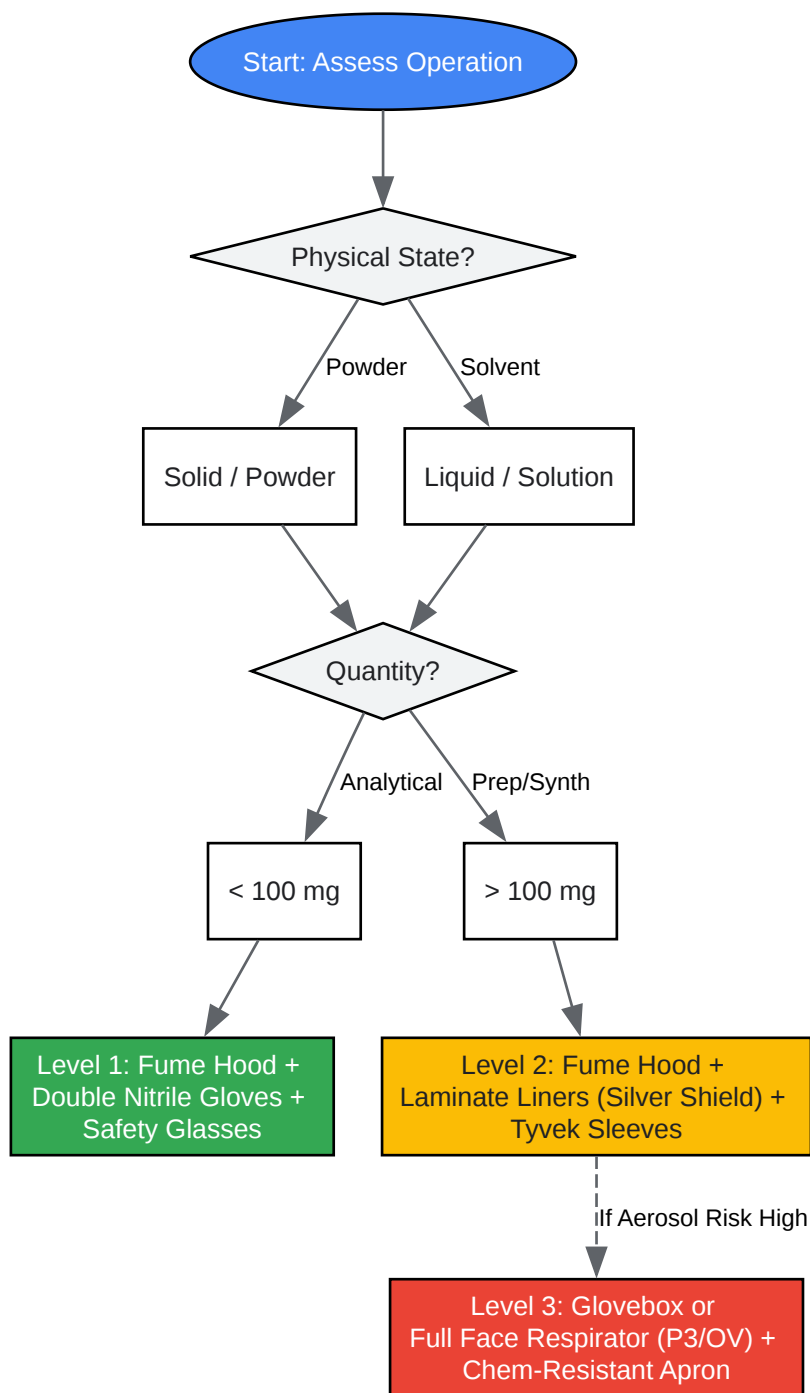 Start: Assess Operation
Physical State?
Powder
Solvent
Solid / Powder
Liquid / Solution
Quantity?
Analytical
Prep/Synth
< 100 mg
> 100 mg
Level 1: Fume Hood +
Double Nitrile Gloves +
Safety Glasses
Level 2: Fume Hood +
Laminate Liners (Silver Shield) +
Tyvek Sleeves
If Aerosol Risk High
Level 3: Glovebox or
Full Face Respirator (P3/OV) +
Chem-Resistant Apron